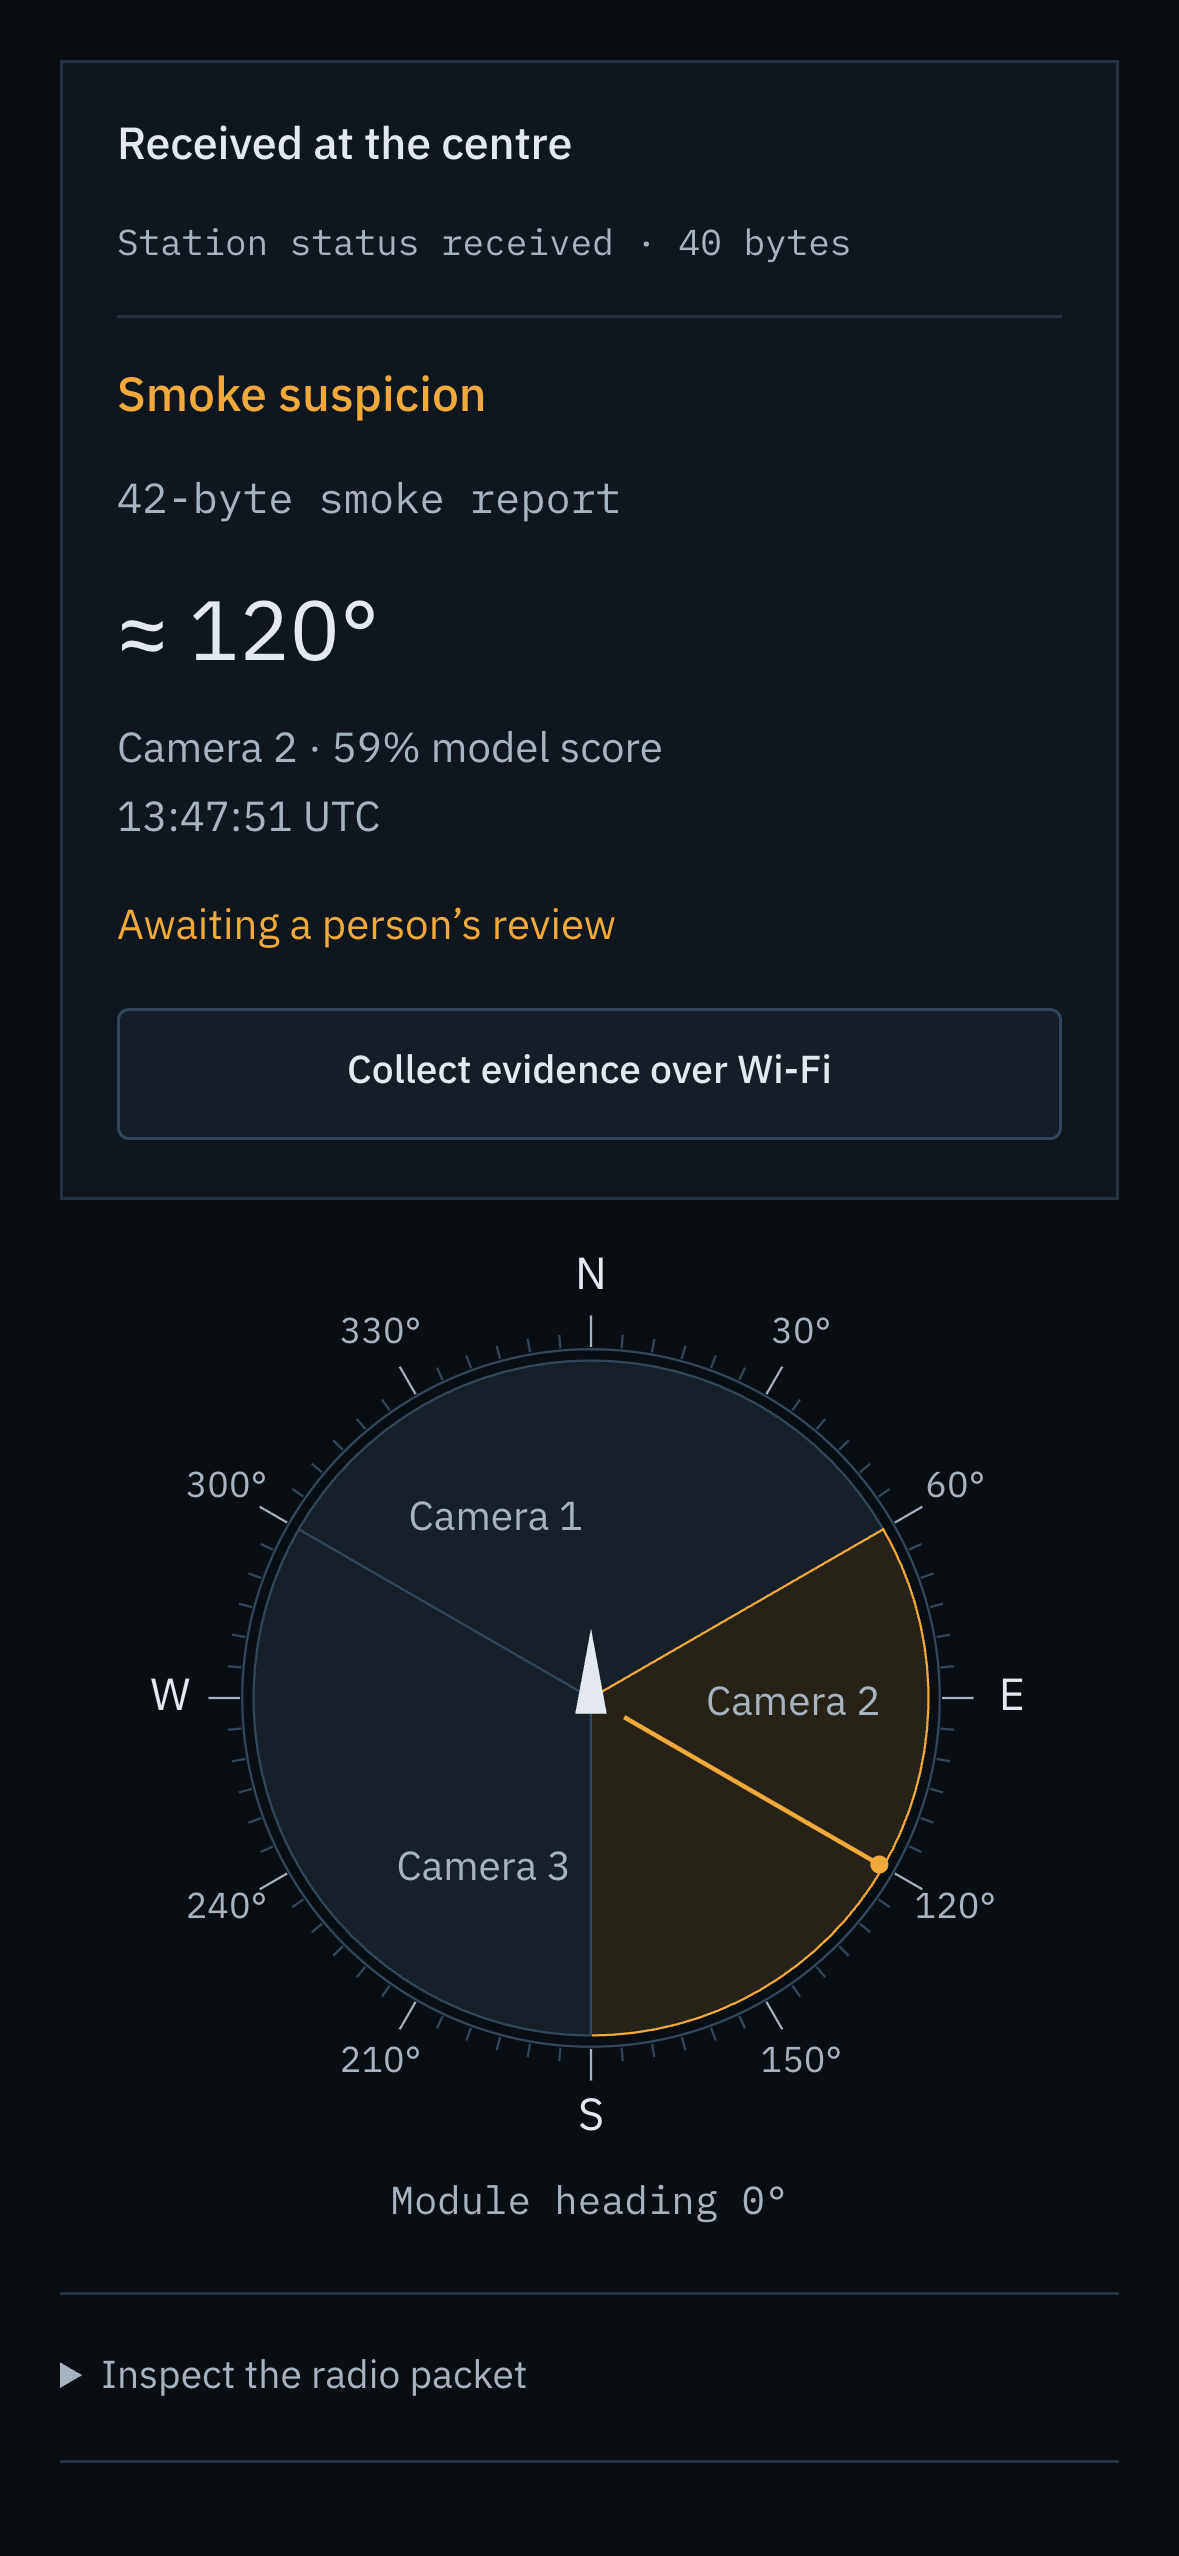 Received at the centre
Station status received · 40 bytes
Smoke suspicion
42-byte smoke report
≈ 120°
Camera 2 · 59% model score
13:47:51 UTC
Awaiting a person’s review
Collect evidence over Wi-Fi
N
330°
30°
300°
60°
Camera 1
W
Camera 2
E
Camera 3
240°
120°
210°
150°
S
Module heading 0°
Inspect the radio packet